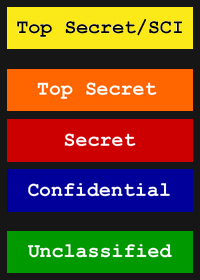 Top Secret/SCI
Top Secret
Secret
Confidential
Unclassified